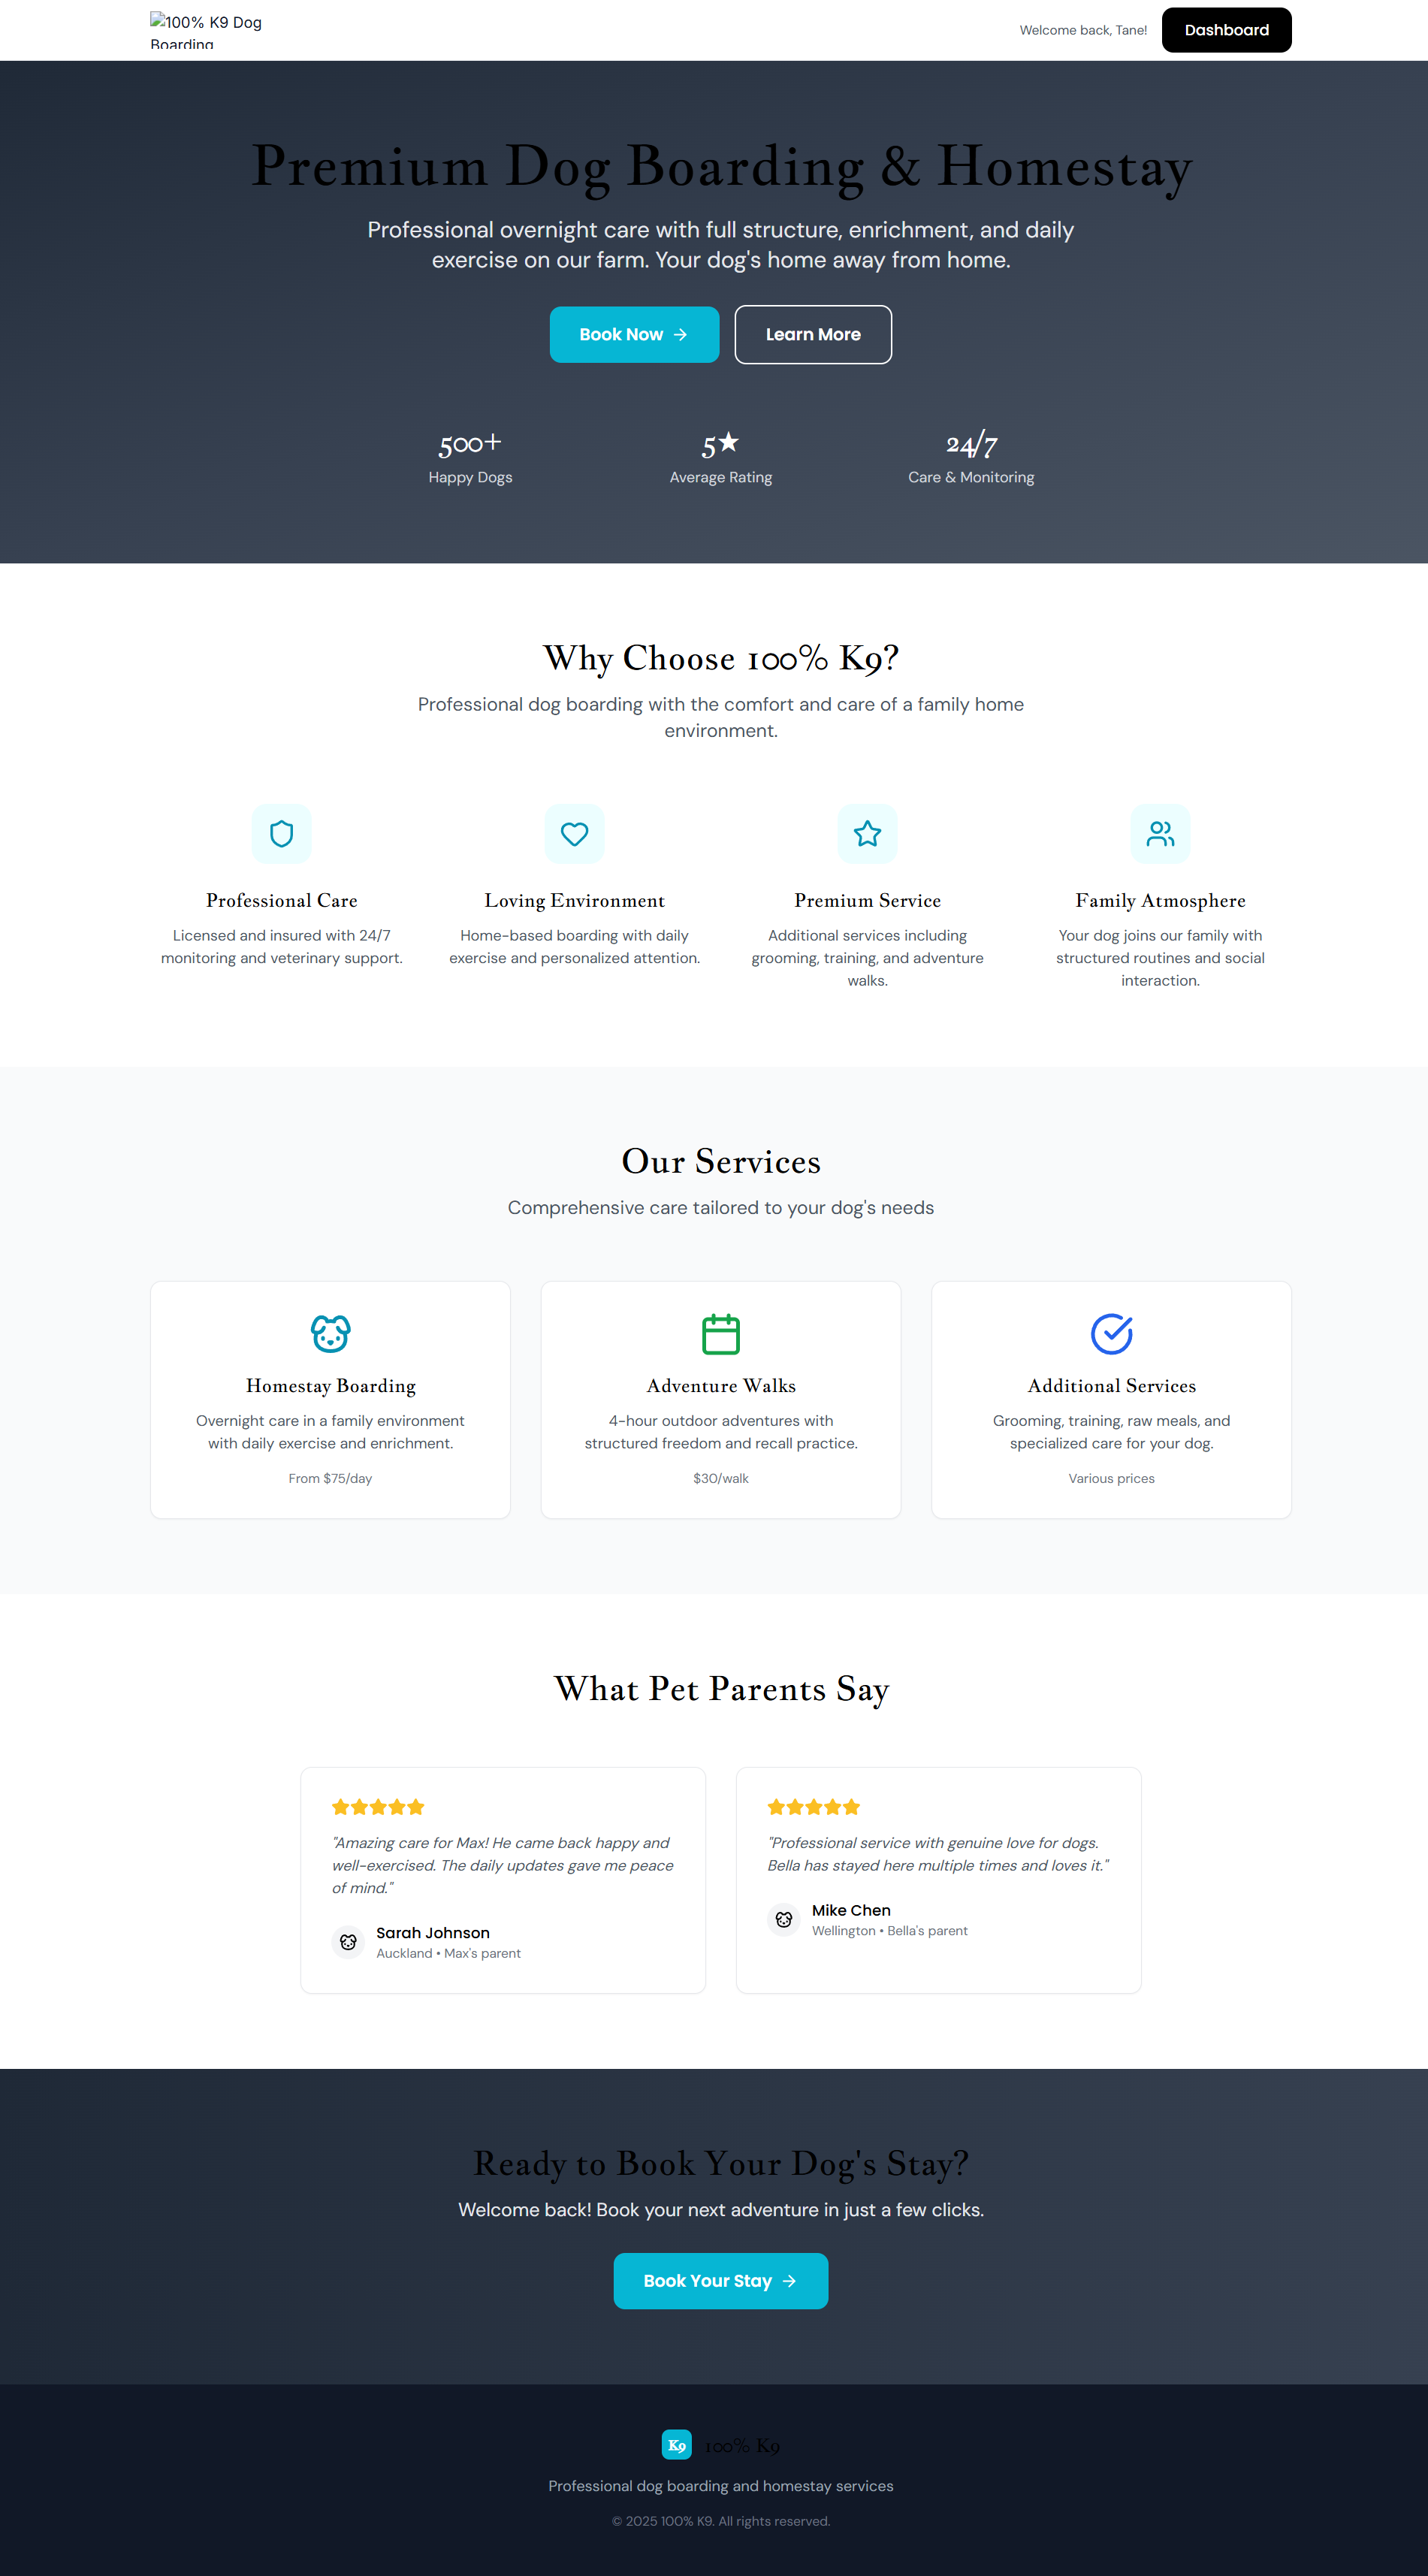 100% K9 Dog
Boarding
Welcome back, Tane!
Dashboard
Premium Dog Boarding & Homestay
Professional overnight care with full structure, enrichment, and daily
exercise on our farm. Your dog's home away from home.
Book Now →
Learn More
500+
Happy Dogs
5★
Average Rating
24/7
Care & Monitoring
Why Choose 100% K9?
Professional dog boarding with the comfort and care of a family home
environment.
Professional Care
Licensed and insured with 24/7
monitoring and veterinary support.
Loving Environment
Home-based boarding with daily
exercise and personalized attention.
Premium Service
Additional services including
grooming, training, and adventure
walks.
Family Atmosphere
Your dog joins our family with
structured routines and social
interaction.
Our Services
Comprehensive care tailored to your dog's needs
Homestay Boarding
Overnight care in a family environment
with daily exercise and enrichment.
From $75/day
Adventure Walks
4-hour outdoor adventures with
structured freedom and recall practice.
$30/walk
Additional Services
Grooming, training, raw meals, and
specialized care for your dog.
Various prices
What Pet Parents Say
"Amazing care for Max! He came back happy and
well-exercised. The daily updates gave me peace
of mind."
Sarah Johnson
Auckland • Max's parent
"Professional service with genuine love for dogs.
Bella has stayed here multiple times and loves it."
Mike Chen
Wellington • Bella's parent
Ready to Book Your Dog's Stay?
Welcome back! Book your next adventure in just a few clicks.
Book Your Stay →
K9
100% K9
Professional dog boarding and homestay services
© 2025 100% K9. All rights reserved.